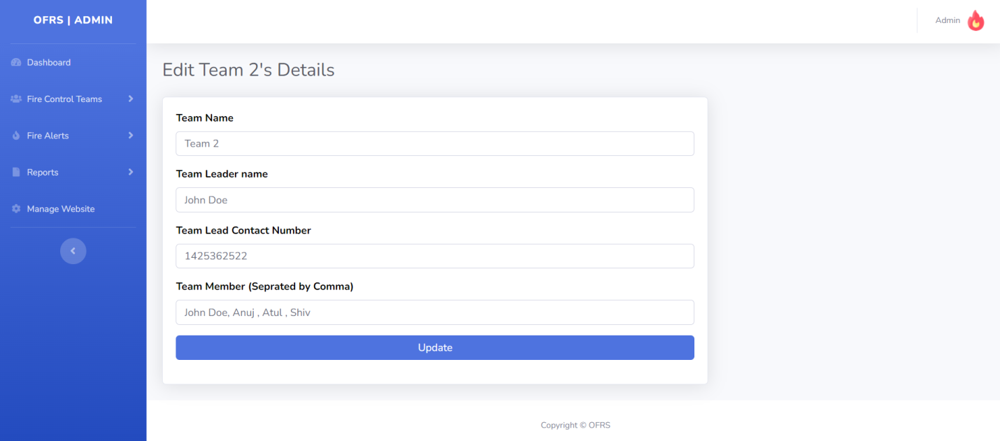 OFRS | ADMIN
Dashboard
Fire Control Teams
Fire Alerts
Reports
Manage Website
Admin
Edit Team 2's Details
Team Name
Team 2
Team Leader name
John Doe
Team Lead Contact Number
1425362522
Team Member (Seprated by Comma)
John Doe, Anuj , Atul , Shiv
Update
Copyright © OFRS